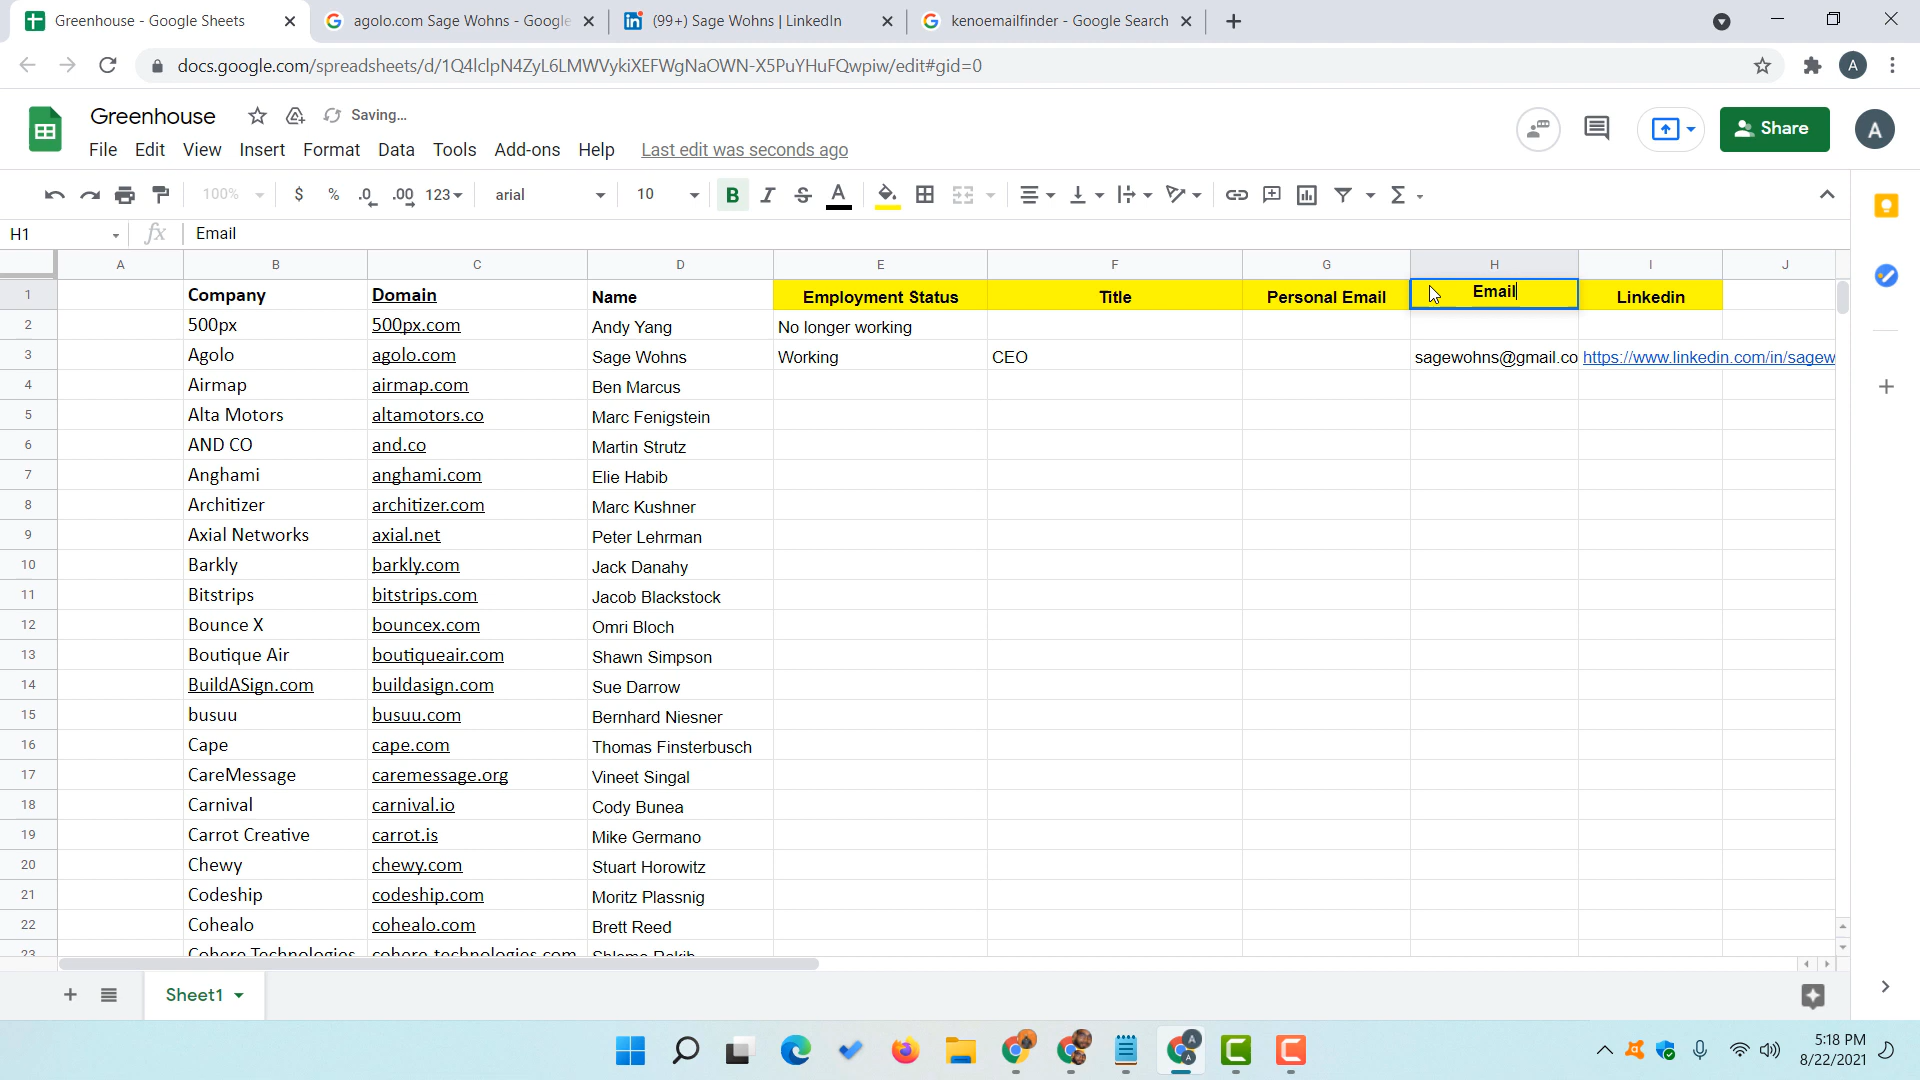 Greenhouse - Google Sheets
agolo.com Sage Wohns - Google
(99+) Sage Wohns | LinkedIn
kenoemailfinder - Google Search
docs.google.com/spreadsheets/d/1Q4lclpN4ZyL6LMWVykiXEFWgNaOWN-X5PuYHuFQwpiw/edit#gid=0
A
Greenhouse
Saving...
File Edit View Insert Format Data Tools Add-ons Help Last edit was seconds ago
Share
A
100% $ % .0 .00 123 arial 10 B I S A
H1 fx Email
A B C D E F G H I J
1 Company Domain Name Employment Status Title Personal Email Email Linkedin
2 500px 500px.com Andy Yang No longer working
3 Agolo agolo.com Sage Wohns Working CEO sagewohns@gmail.co https://www.linkedin.com/in/sagew
4 Airmap airmap.com Ben Marcus
5 Alta Motors altamotors.co Marc Fenigstein
6 AND CO and.co Martin Strutz
7 Anghami anghami.com Elie Habib
8 Architizer architizer.com Marc Kushner
9 Axial Networks axial.net Peter Lehrman
10 Barkly barkly.com Jack Danahy
11 Bitstrips bitstrips.com Jacob Blackstock
12 Bounce X bouncex.com Omri Bloch
13 Boutique Air boutiqueair.com Shawn Simpson
14 BuildASign.com buildasign.com Sue Darrow
15 busuu busuu.com Bernhard Niesner
16 Cape cape.com Thomas Finsterbusch
17 CareMessage caremessage.org Vineet Singal
18 Carnival carnival.io Cody Bunea
19 Carrot Creative carrot.is Mike Germano
20 Chewy chewy.com Stuart Horowitz
21 Codeship codeship.com Moritz Plassnig
22 Cohealo cohealo.com Brett Reed
23 Cohere Technologies cohere-technologies.com Shlomo Rakib
Sheet1
5:18 PM
8/22/2021